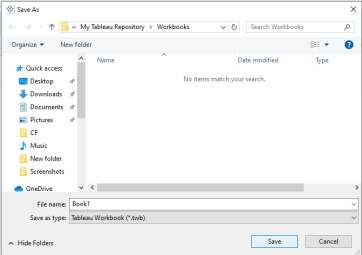 Save As
« My Tableau Repository › Workbooks
Search Workbooks
Organize
New folder
Name
Date modified
Type
No items match your search.
Quick access
Desktop
Downloads
Documents
Pictures
CF
Music
New folder
Screenshots
OneDrive
File name: Book1
Save as type: Tableau Workbook (*.twb)
Hide Folders
Save
Cancel